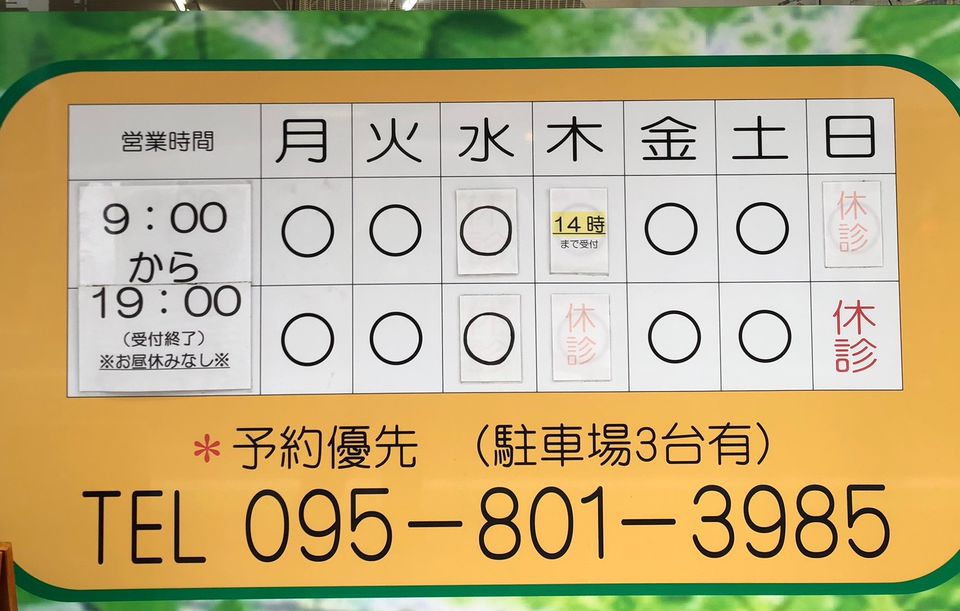 営業時間 月 火 水 木 金 土 日
9：00 ○ ○ ○ 14時 ○ ○ 休診
から まで受付
19：00 ○ ○ ○ 休診 ○ ○ 休診
（受付終了）
※お昼休みなし※
＊予約優先 （駐車場3台有）
TEL 095－801－3985